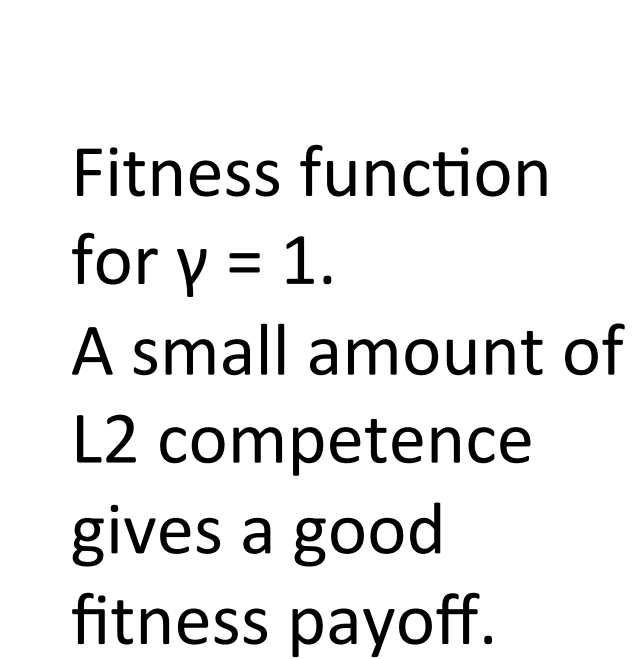 Fitness function
for γ = 1.
A small amount of
L2 competence
gives a good
fitness payoff.